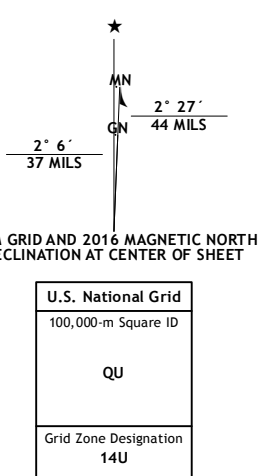 ★
MN
GN
2° 27´
44 MILS
2° 6´
37 MILS
GRID AND 2016 MAGNETIC NORTH
DECLINATION AT CENTER OF SHEET
U.S. National Grid
100,000-m Square ID
QU
Grid Zone Designation
14U